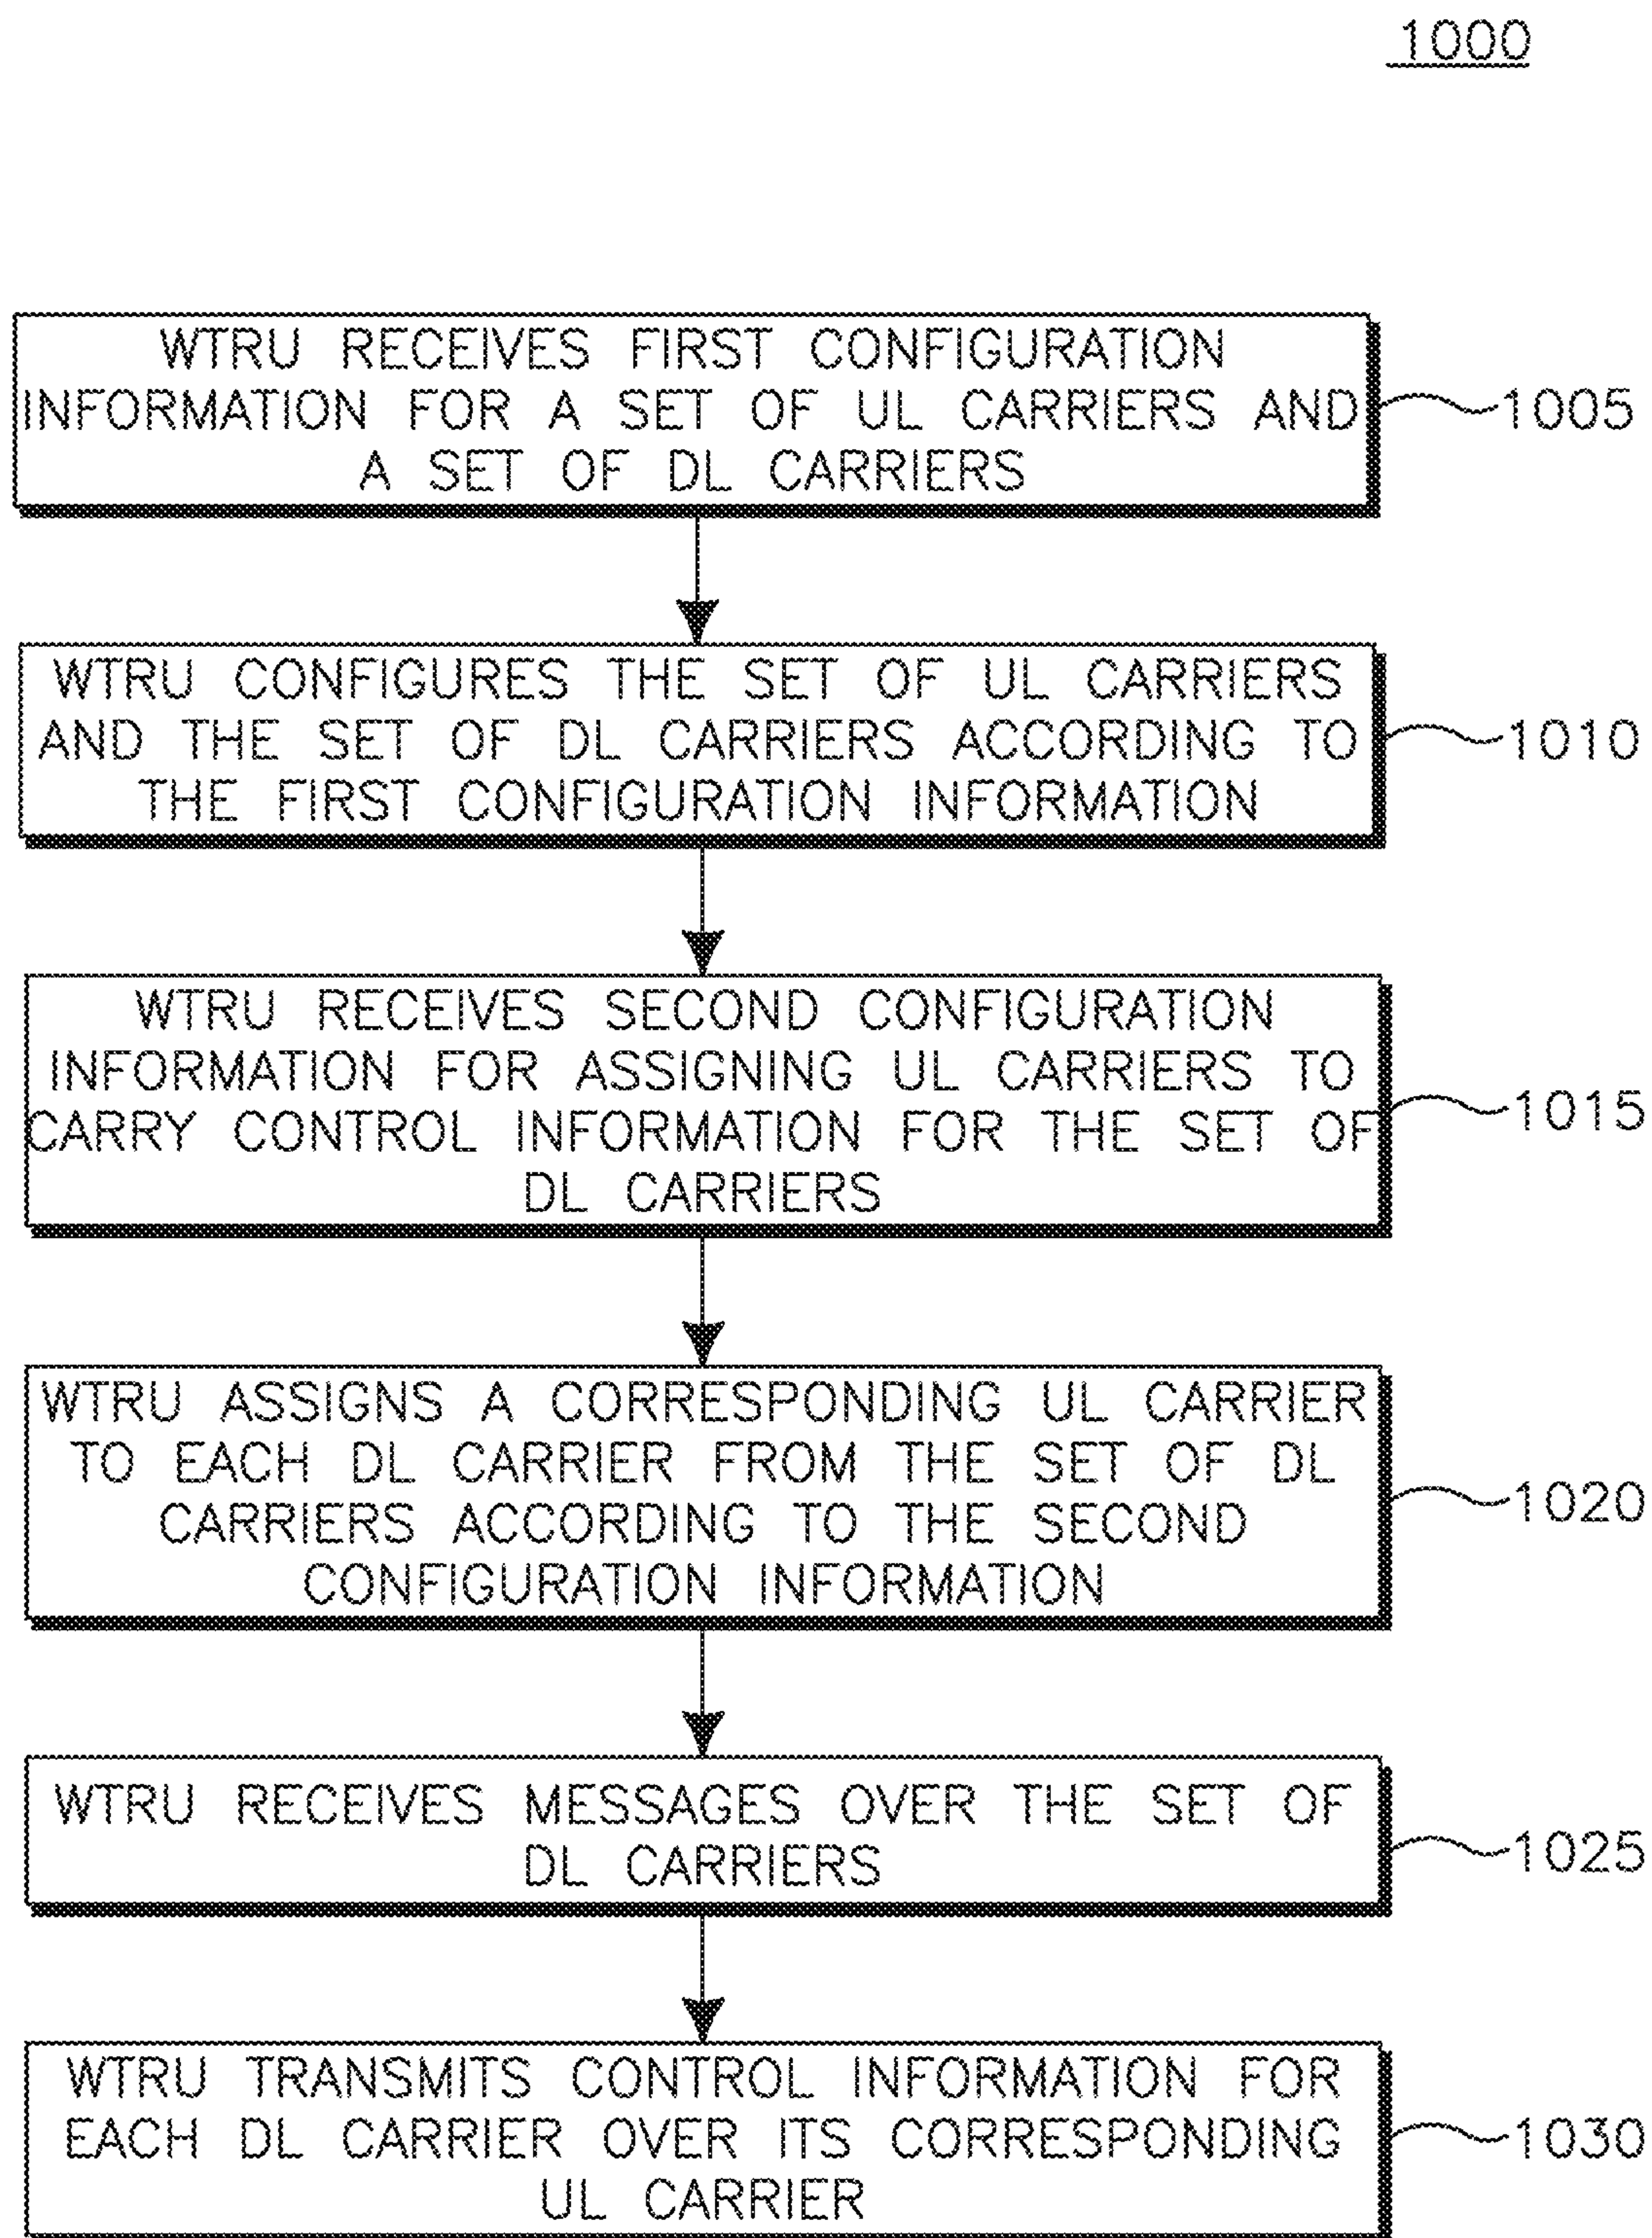 1000
WTRU RECEIVES FIRST CONFIGURATION
INFORMATION FOR A SET OF UL CARRIERS AND
A SET OF DL CARRIERS
1005
WTRU CONFIGURES THE SET OF UL CARRIERS
AND THE SET OF DL CARRIERS ACCORDING TO
THE FIRST CONFIGURATION INFORMATION
1010
WTRU RECEIVES SECOND CONFIGURATION
INFORMATION FOR ASSIGNING UL CARRIERS TO
CARRY CONTROL INFORMATION FOR THE SET OF
DL CARRIERS
1015
WTRU ASSIGNS A CORRESPONDING UL CARRIER
TO EACH DL CARRIER FROM THE SET OF DL
CARRIERS ACCORDING TO THE SECOND
CONFIGURATION INFORMATION
1020
WTRU RECEIVES MESSAGES OVER THE SET OF
DL CARRIERS
1025
WTRU TRANSMITS CONTROL INFORMATION FOR
EACH DL CARRIER OVER ITS CORRESPONDING
UL CARRIER
1030